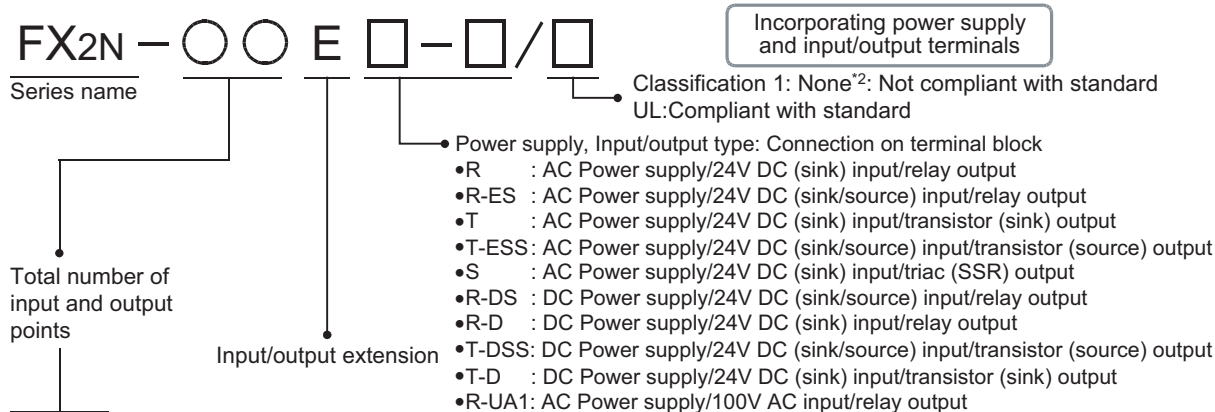 FX2N – ○○ E □ – □ / □
Incorporating power supply
and input/output terminals
Series name
Classification 1: None*2: Not compliant with standard
UL:Compliant with standard
Power supply, Input/output type: Connection on terminal block
•R : AC Power supply/24V DC (sink) input/relay output
•R-ES : AC Power supply/24V DC (sink/source) input/relay output
•T : AC Power supply/24V DC (sink) input/transistor (sink) output
•T-ESS: AC Power supply/24V DC (sink/source) input/transistor (source) output
•S : AC Power supply/24V DC (sink) input/triac (SSR) output
•R-DS : DC Power supply/24V DC (sink/source) input/relay output
•R-D : DC Power supply/24V DC (sink) input/relay output
•T-DSS: DC Power supply/24V DC (sink/source) input/transistor (source) output
•T-D : DC Power supply/24V DC (sink) input/transistor (sink) output
•R-UA1: AC Power supply/100V AC input/relay output
Total number of
input and output
points
Input/output extension